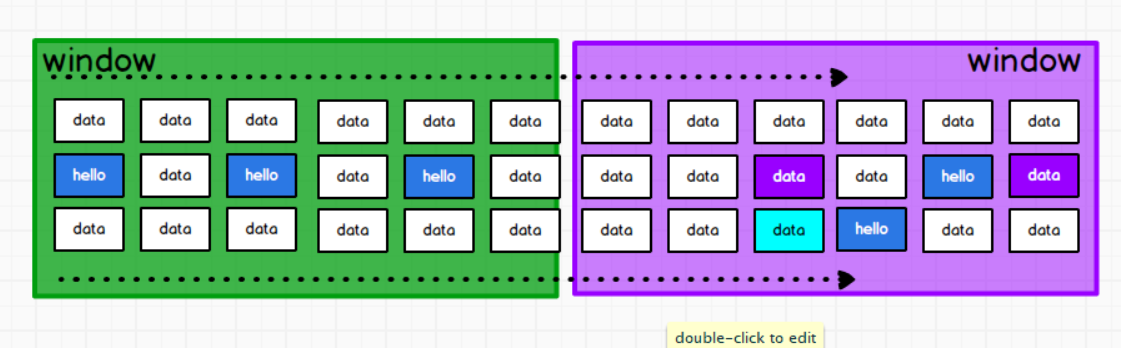 window window
data data data data data data data data data data data data
hello data hello data hello data data data data data hello data
data data data data data data data data data hello data data
double-click to edit